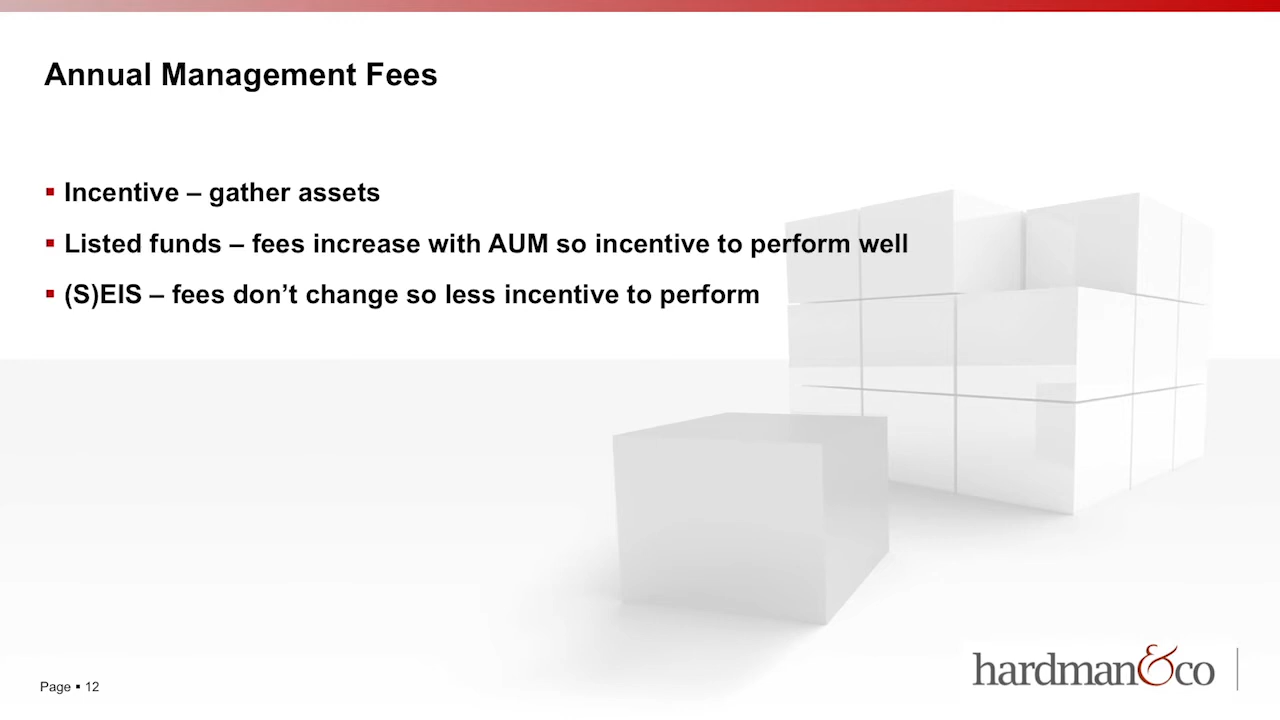 Annual Management Fees
▪ Incentive – gather assets
▪ Listed funds – fees increase with AUM so incentive to perform well
▪ (S)EIS – fees don’t change so less incentive to perform
Page ▪ 12
hardman&co